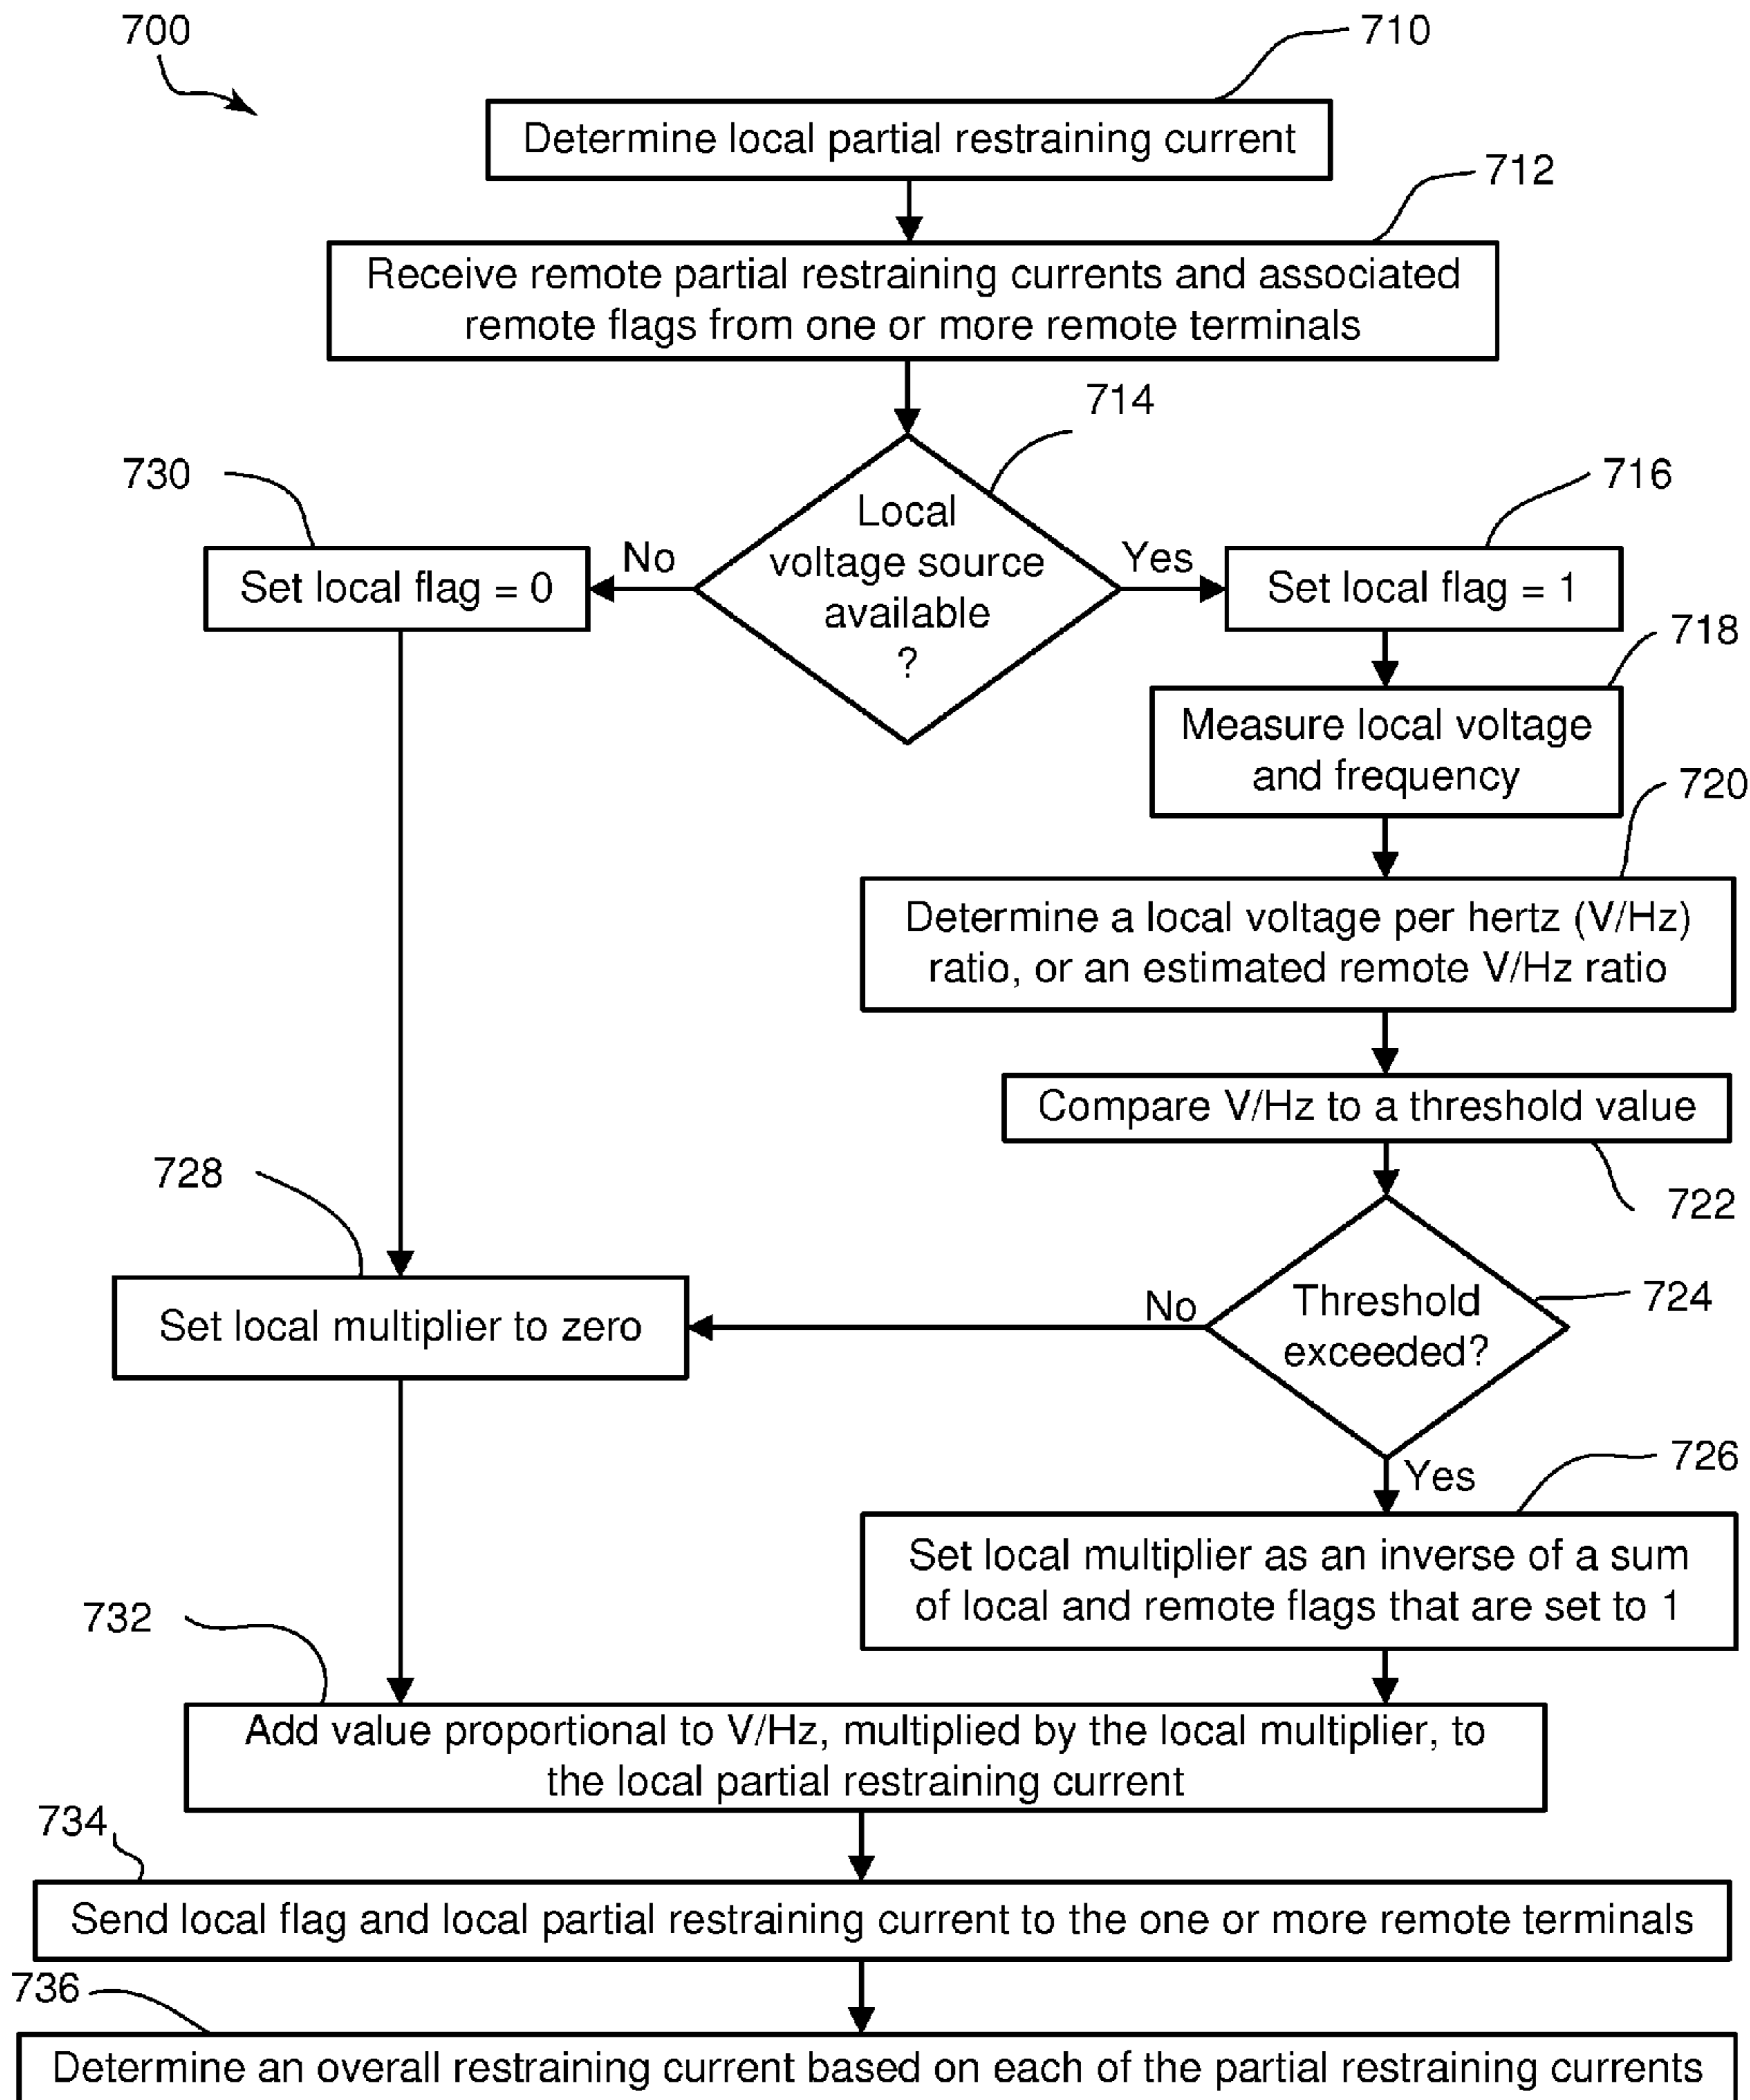 700
710
Determine local partial restraining current
712
Receive remote partial restraining currents and associated
remote flags from one or more remote terminals
714
Local
voltage source
available
?
No
Yes
730
Set local flag = 0
716
Set local flag = 1
718
Measure local voltage
and frequency
720
Determine a local voltage per hertz (V/Hz)
ratio, or an estimated remote V/Hz ratio
Compare V/Hz to a threshold value
722
724
Threshold
exceeded?
No
Yes
728
Set local multiplier to zero
726
Set local multiplier as an inverse of a sum
of local and remote flags that are set to 1
732
Add value proportional to V/Hz, multiplied by the local multiplier, to
the local partial restraining current
734
Send local flag and local partial restraining current to the one or more remote terminals
736
Determine an overall restraining current based on each of the partial restraining currents